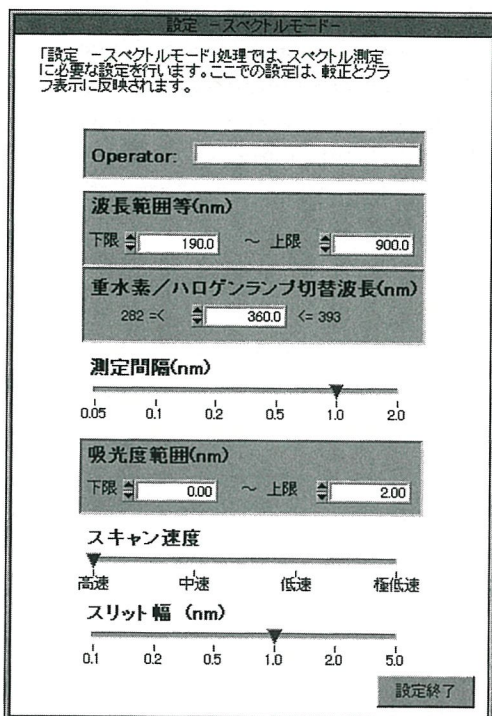 設定 －スペクトルモード－
「設定 －スペクトルモード」処理では、スペクトル測定
に必要な設定を行います。ここでの設定は、較正とグラ
フ表示に反映されます。
Operator:
波長範囲等(nm)
下限 190.0 ～ 上限 900.0
重水素／ハロゲンランプ切替波長(nm)
282 =< 360.0 <= 393
測定間隔(nm)
0.05 0.1 0.2 0.5 1.0 2.0
吸光度範囲(nm)
下限 0.00 ～ 上限 2.00
スキャン速度
高速 中速 低速 極低速
スリット幅 (nm)
0.1 0.2 0.5 1.0 2.0 5.0
設定終了